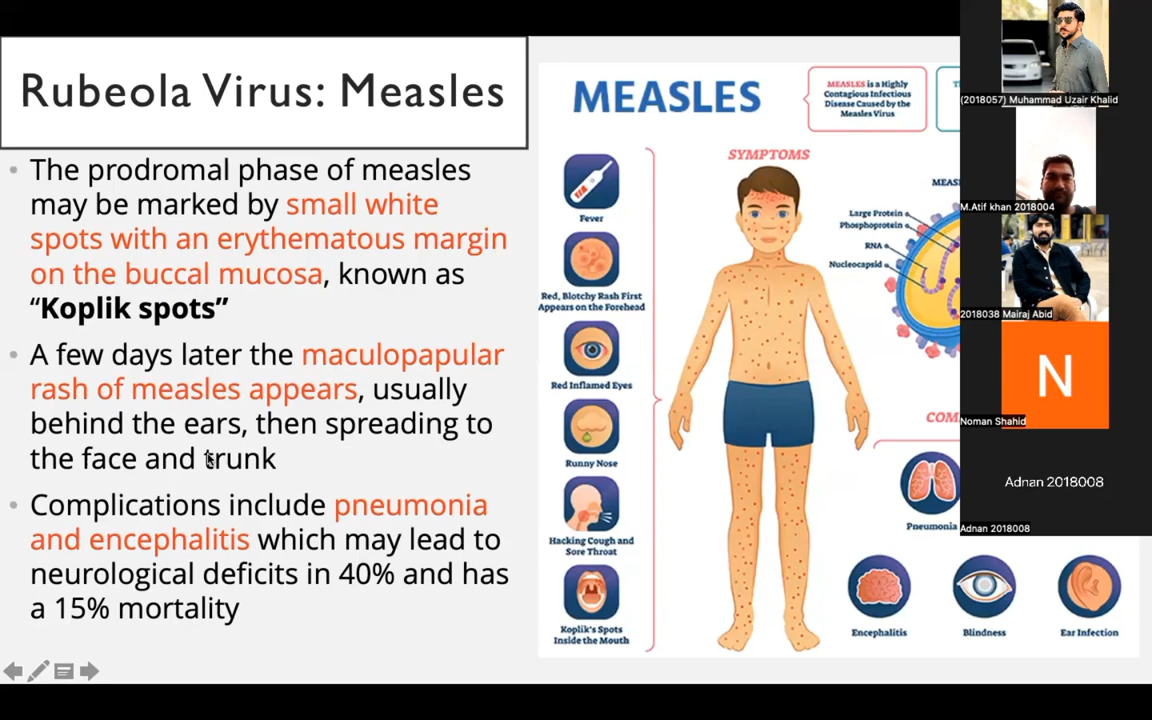 Rubeola Virus: Measles
• The prodromal phase of measles
may be marked by small white
spots with an erythematous margin
on the buccal mucosa, known as
“Koplik spots”
• A few days later the maculopapular
rash of measles appears, usually
behind the ears, then spreading to
the face and trunk
• Complications include pneumonia
and encephalitis which may lead to
neurological deficits in 40% and has
a 15% mortality
MEASLES
MEASLES is a Highly
Contagious Infectious
Disease Caused by the
Measles Virus
SYMPTOMS
Fever
Red, Blotchy Rash First
Appears on the Forehead
Red Inflamed Eyes
Runny Nose
Hacking Cough and
Sore Throat
Koplik's Spots
Inside the Mouth
Large Protein
Phosphoprotein
RNA
Nucleocapsid
Pneumonia
Encephalitis
Blindness
Ear Infection
(2018057) Muhammad Uzair Khalid
M.Atif khan 2018004
2018038 Mairaj Abid
N
Noman Shahid
Adnan 2018008
Adnan 2018008